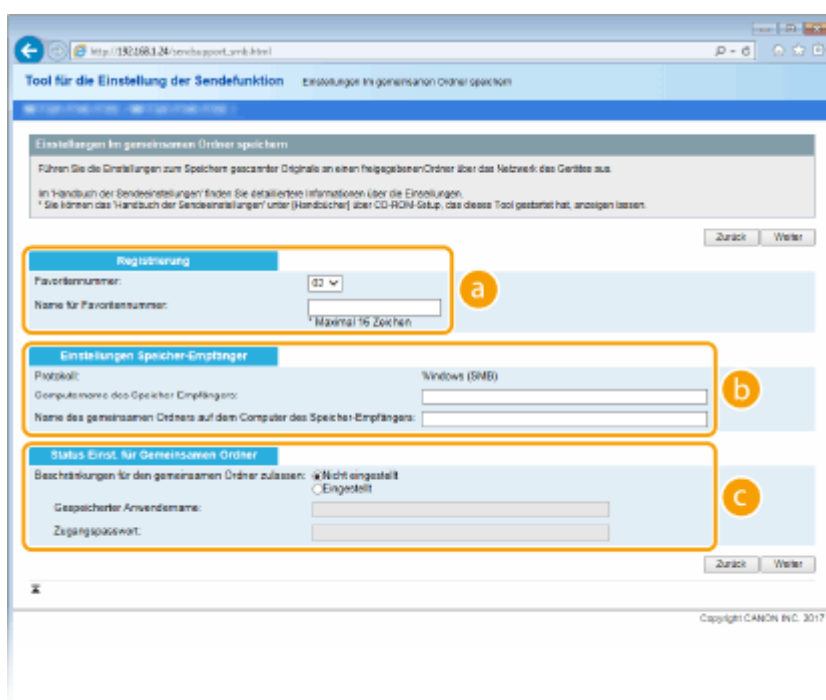 http://192.168.1.24/sendsupport_smb.html
Tool für die Einstellung der Sendefunktion Einstellungen Im gemeinsamen Ordner speichern
Einstellungen Im gemeinsamen Ordner speichern
Führen Sie die Einstellungen zum Speichern gescannter Originale an einen freigegebenen Ordner über das Netzwerk des Gerätes aus.
Im 'Handbuch der Sendeeinstellungen' finden Sie detailliertere Informationen über die Einstellungen.
* Sie können das 'Handbuch der Sendeeinstellungen' unter [Handbücher] über CD-ROM-Setup, das dieses Tool gestartet hat, anzeigen lassen.
Zurück Weiter
Registrierung
Favoritennummer: 02
Name für Favoritennummer:
* Maximal 16 Zeichen
a
Einstellungen Speicher-Empfänger
Protokoll: Windows (SMB)
Computername des Speicher Empfängers:
Name des gemeinsamen Ordners auf dem Computer des Speicher-Empfängers:
b
Status Einst. für Gemeinsamen Ordner
Beschränkungen für den gemeinsamen Ordner zulassen: Nicht eingestellt
Eingestellt
Gespeicherter Anwendername:
Zugangspasswort:
c
Zurück Weiter
Copyright CANON INC. 2017